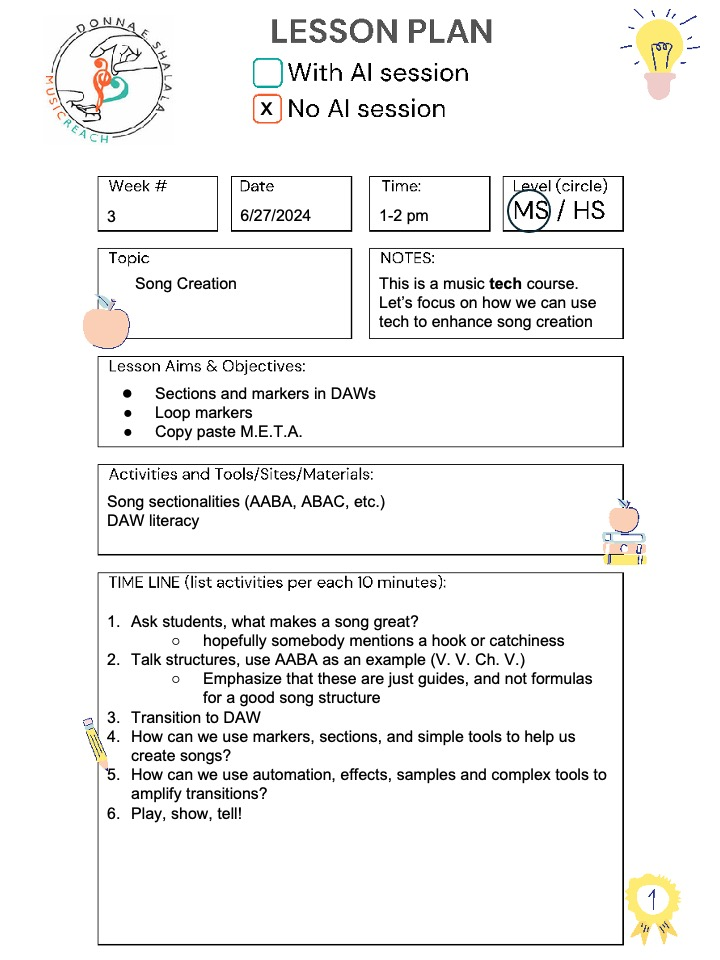 DONNA E SHALALA
MUSICREACH
LESSON PLAN
With AI session
X No AI session
Week #
3
Date
6/27/2024
Time:
1-2 pm
Level (circle)
MS / HS
Topic
Song Creation
NOTES:
This is a music tech course.
Let's focus on how we can use
tech to enhance song creation
Lesson Aims & Objectives:
● Sections and markers in DAWs
● Loop markers
● Copy paste M.E.T.A.
Activities and Tools/Sites/Materials:
Song sectionalities (AABA, ABAC, etc.)
DAW literacy
TIME LINE (list activities per each 10 minutes):
1. Ask students, what makes a song great?
○ hopefully somebody mentions a hook or catchiness
2. Talk structures, use AABA as an example (V. V. Ch. V.)
○ Emphasize that these are just guides, and not formulas
for a good song structure
3. Transition to DAW
4. How can we use markers, sections, and simple tools to help us
create songs?
5. How can we use automation, effects, samples and complex tools to
amplify transitions?
6. Play, show, tell!
1